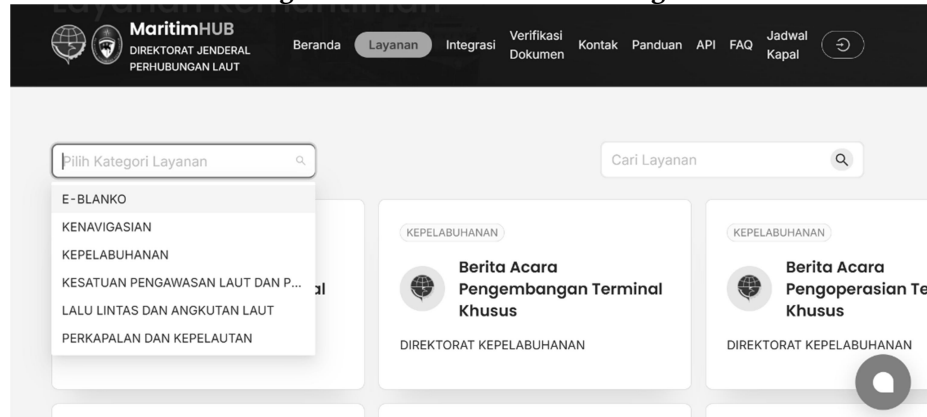 MaritimHUB
DIREKTORAT JENDERAL
PERHUBUNGAN LAUT
Beranda
Layanan
Integrasi
Verifikasi
Dokumen
Kontak
Panduan
API
FAQ
Jadwal
Kapal
Pilih Kategori Layanan
Cari Layanan
E-BLANKO
KENAVIGASIAN
KEPELABUHANAN
KESATUAN PENGAWASAN LAUT DAN P...
LALU LINTAS DAN ANGKUTAN LAUT
PERKAPALAN DAN KEPELAUTAN
KEPELABUHANAN
Berita Acara
Pengembangan Terminal
Khusus
DIREKTORAT KEPELABUHANAN
KEPELABUHANAN
Berita Acara
Pengoperasian Te
Khusus
DIREKTORAT KEPELABUHANAN